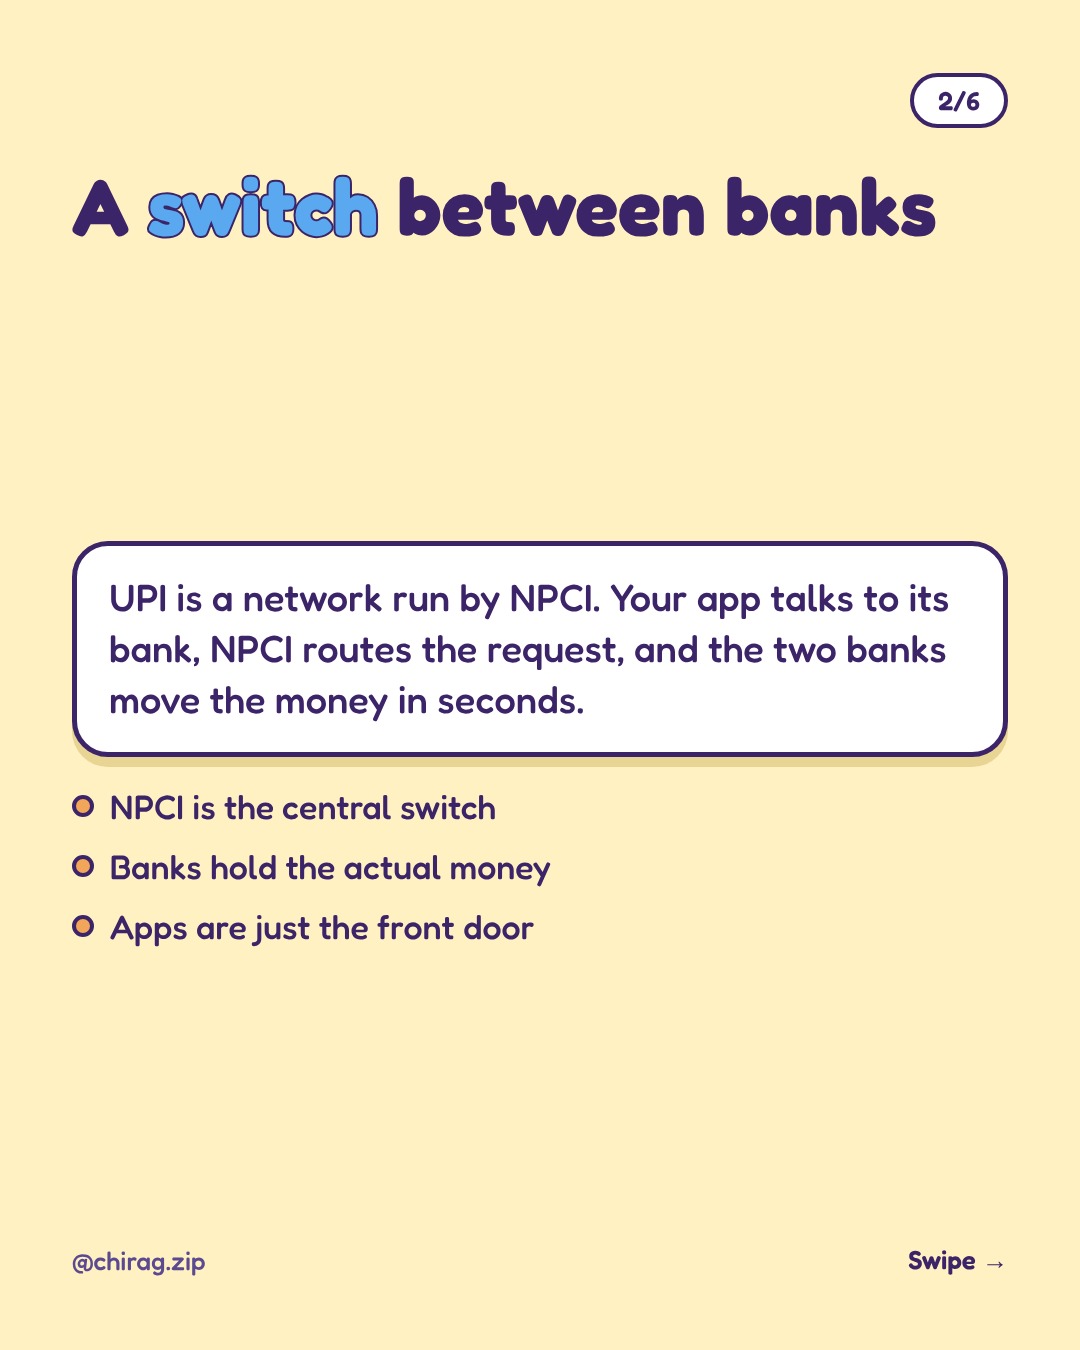 2/6
A switch between banks
UPI is a network run by NPCI. Your app talks to its
bank, NPCI routes the request, and the two banks
move the money in seconds.
NPCI is the central switch
Banks hold the actual money
Apps are just the front door
@chirag.zip
Swipe →